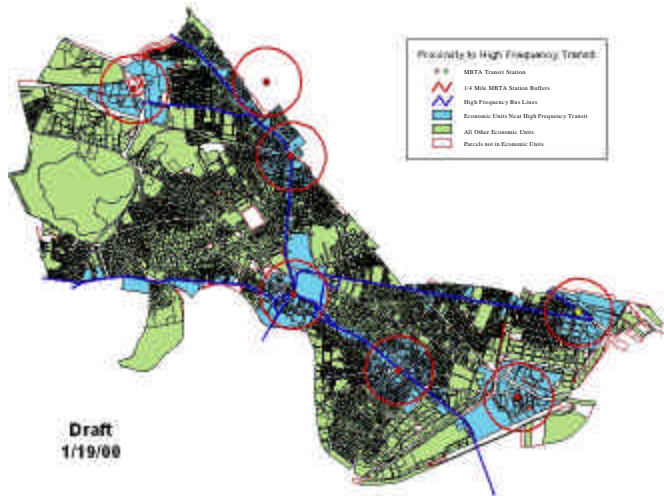 Proximity to High Frequency Transit
MBTA Transit Station
1/4 Mile MBTA Station Buffers
High Frequency Bus Lines
Economic Units Near High Frequency Transit
All Other Economic Units
Parcels not in Economic Units
Draft
1/19/00